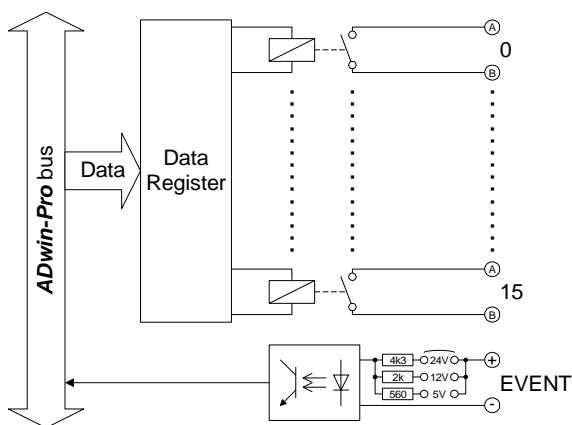 ADwin-Pro bus
Data
Data
Register
A
0
B
A
15
B
4k3 24V +
2k 12V EVENT
560 5V -